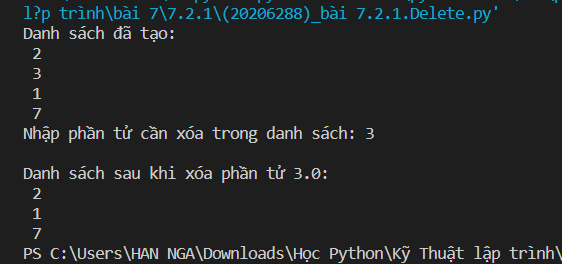 l?p trình\bài 7\7.2.1\(20206288)_bài 7.2.1.Delete.py'
Danh sách đã tạo:
2
3
1
7
Nhập phần tử cần xóa trong danh sách: 3
Danh sách sau khi xóa phần tử 3.0:
2
1
7
PS C:\Users\HAN NGA\Downloads\Học Python\Kỹ Thuật lập trình\